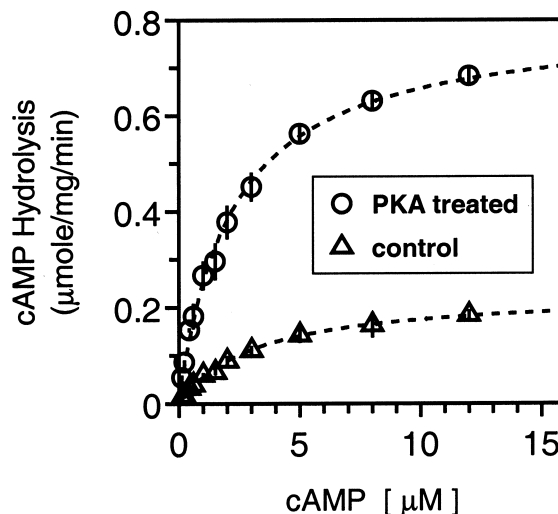 0.8
0.6
0.4
0.2
0
cAMP Hydrolysis
(μmole/mg/min)
PKA treated
control
0 5 10 15
cAMP [ μM ]